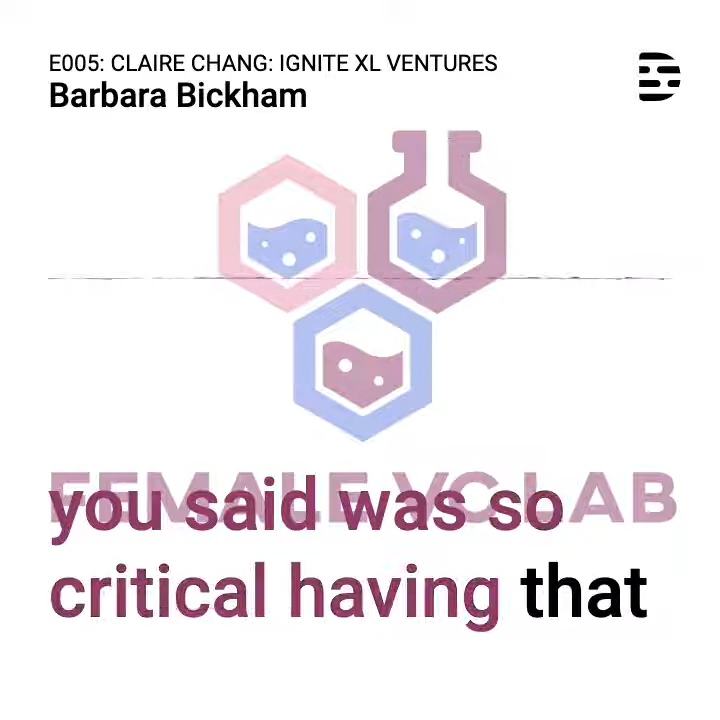 E005: CLAIRE CHANG: IGNITE XL VENTURES
Barbara Bickham
FEMALE VC LAB
you said was so
critical having that